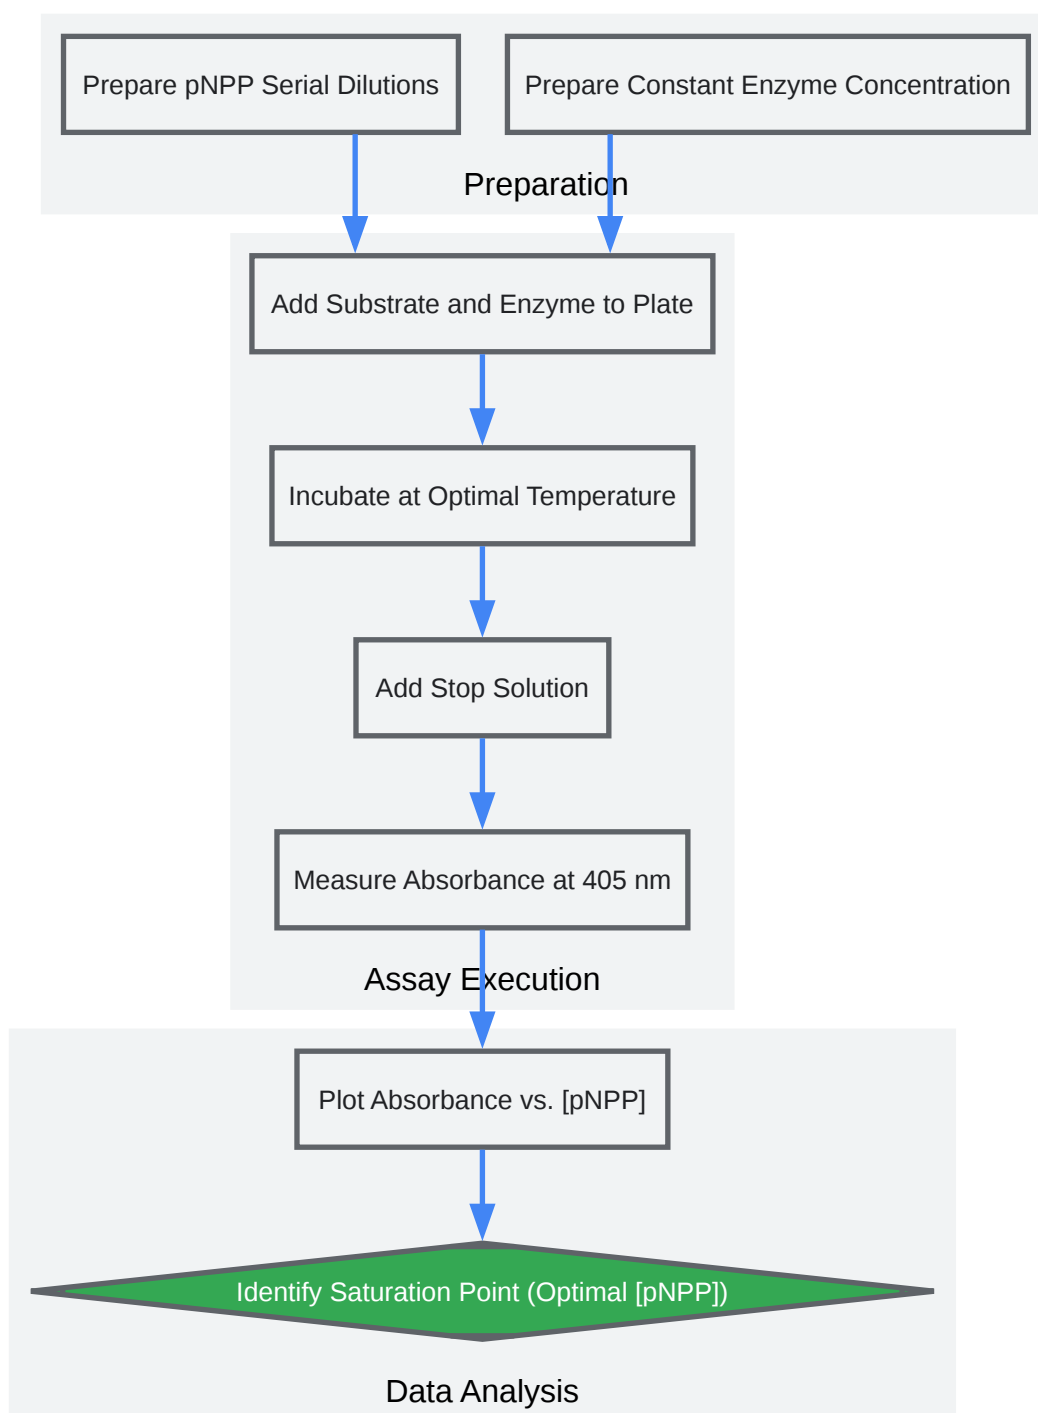 Prepare pNPP Serial Dilutions
Prepare Constant Enzyme Concentration
Preparation
Add Substrate and Enzyme to Plate
Incubate at Optimal Temperature
Add Stop Solution
Measure Absorbance at 405 nm
Assay Execution
Plot Absorbance vs. [pNPP]
Identify Saturation Point (Optimal [pNPP])
Data Analysis